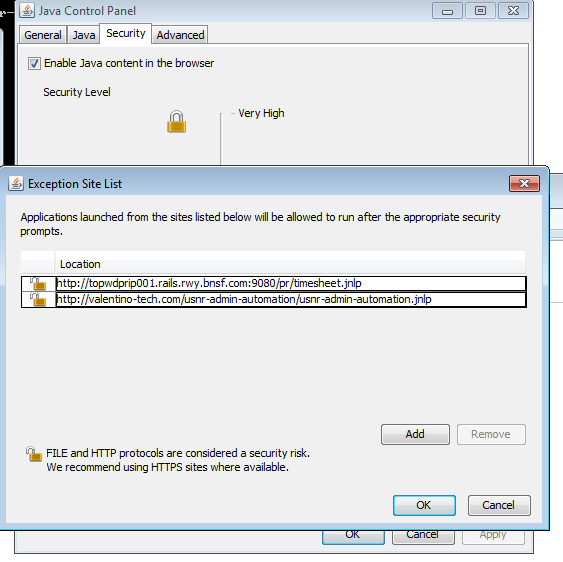 Java Control Panel
General Java Security Advanced
Enable Java content in the browser
Security Level
Very High
Exception Site List
Applications launched from the sites listed below will be allowed to run after the appropriate security
prompts.
Location
http://topwdprip001.rails.rwy.bnsf.com:9080/pr/timesheet.jnlp
http://valentino-tech.com/usnr-admin-automation/usnr-admin-automation.jnlp
Add Remove
FILE and HTTP protocols are considered a security risk.
We recommend using HTTPS sites where available.
OK Cancel
OK Cancel Apply